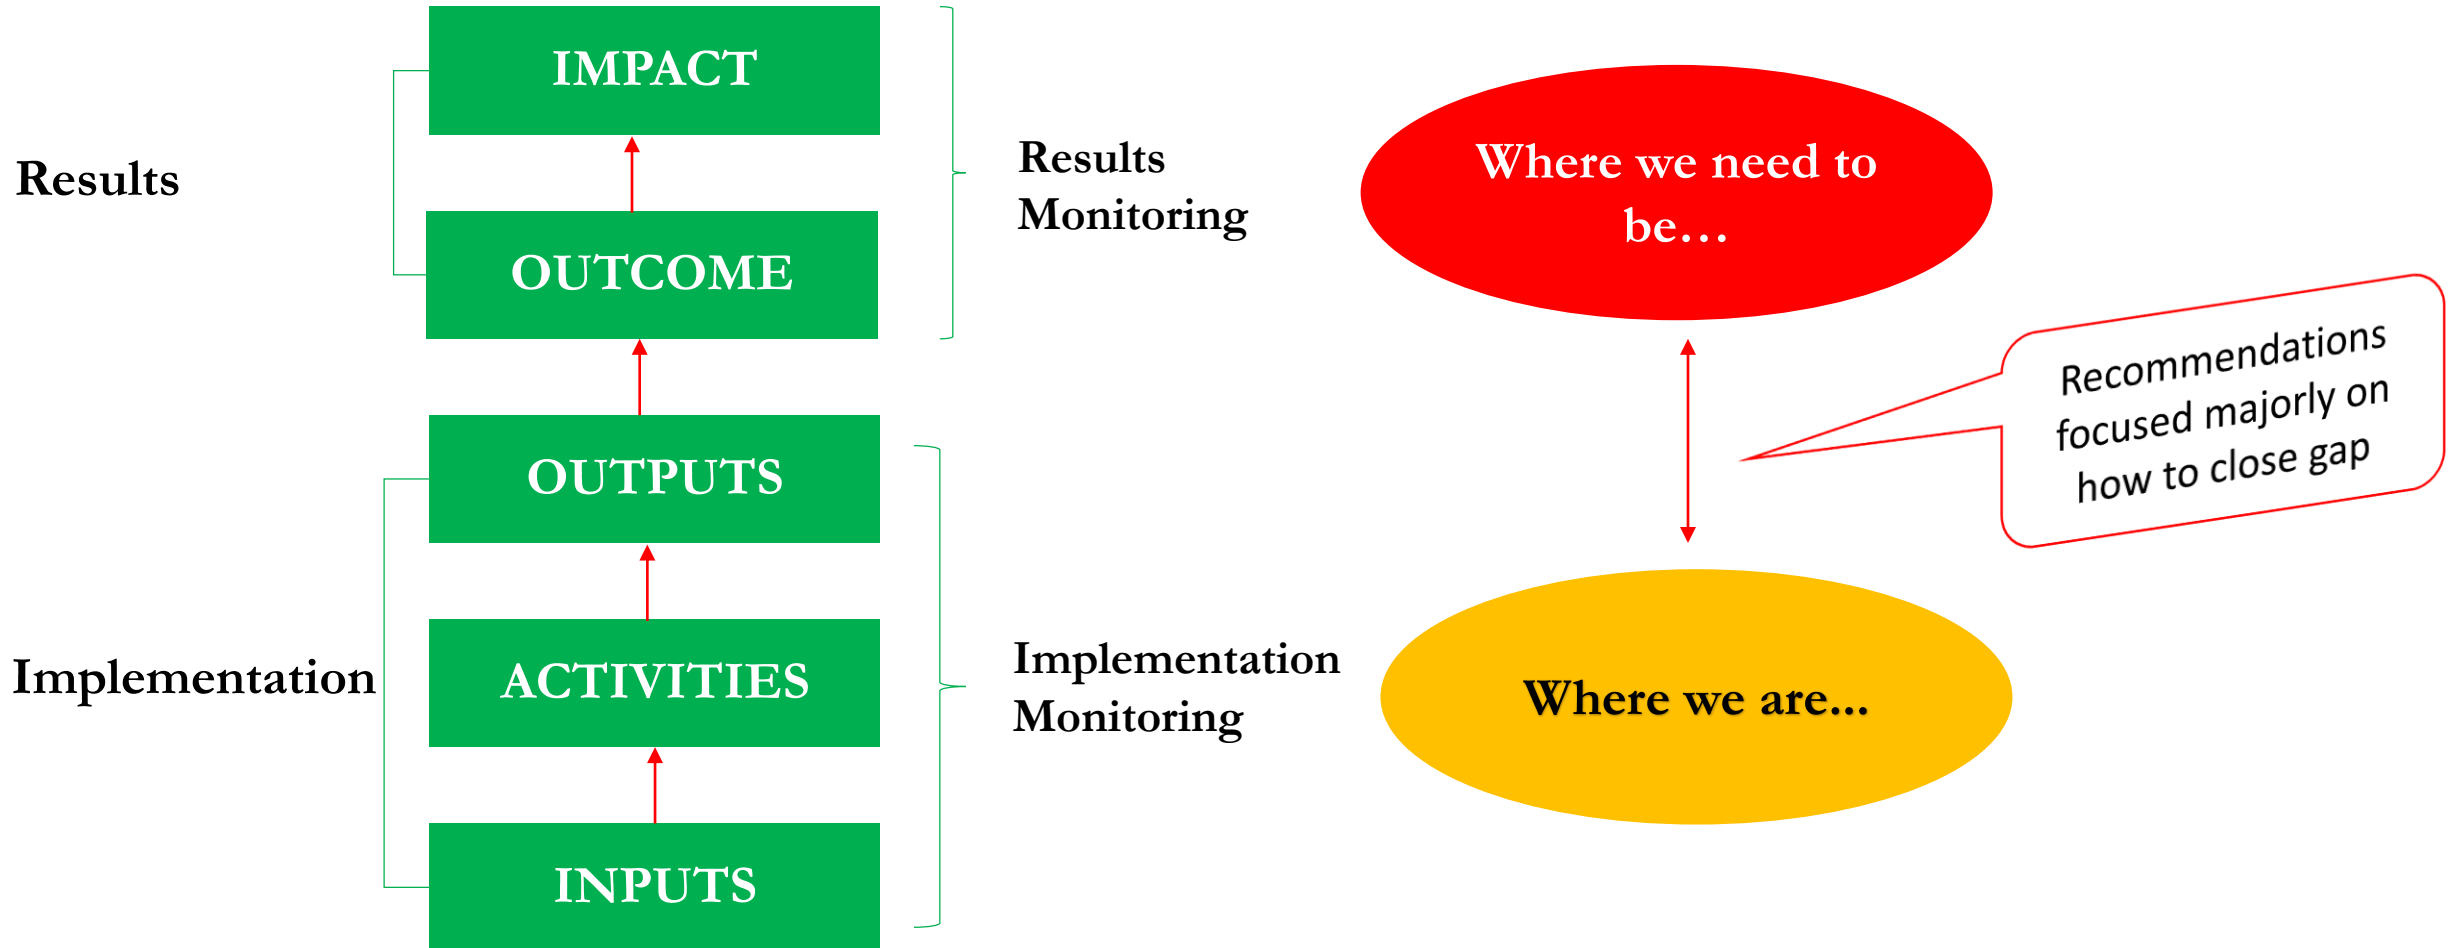 IMPACT
Results
OUTCOME
Results
Monitoring
OUTPUTS
ACTIVITIES
INPUTS
Implementation
Implementation
Monitoring
Where we need to
be…
Recommendations
focused majorly on
how to close gap
Where we are...